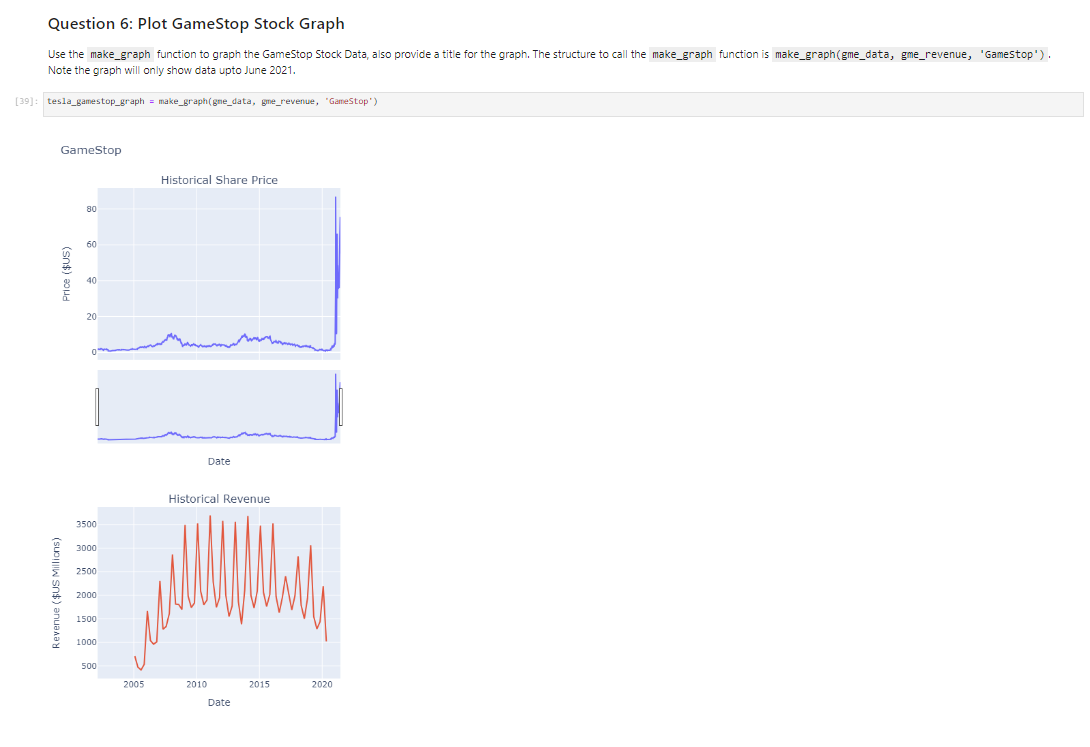 Question 6: Plot GameStop Stock Graph
Use the make_graph function to graph the GameStop Stock Data, also provide a title for the graph. The structure to call the make_graph function is make_graph(gme_data, gme_revenue, 'GameStop') .
Note the graph will only show data upto June 2021.
[39]: tesla_gamestop_graph = make_graph(gme_data, gme_revenue, 'GameStop')
GameStop
Historical Share Price
80
60
40
20
0
Price ($US)
Date
Historical Revenue
3500
3000
2500
2000
1500
1000
500
Revenue ($US Millions)
2005 2010 2015 2020
Date